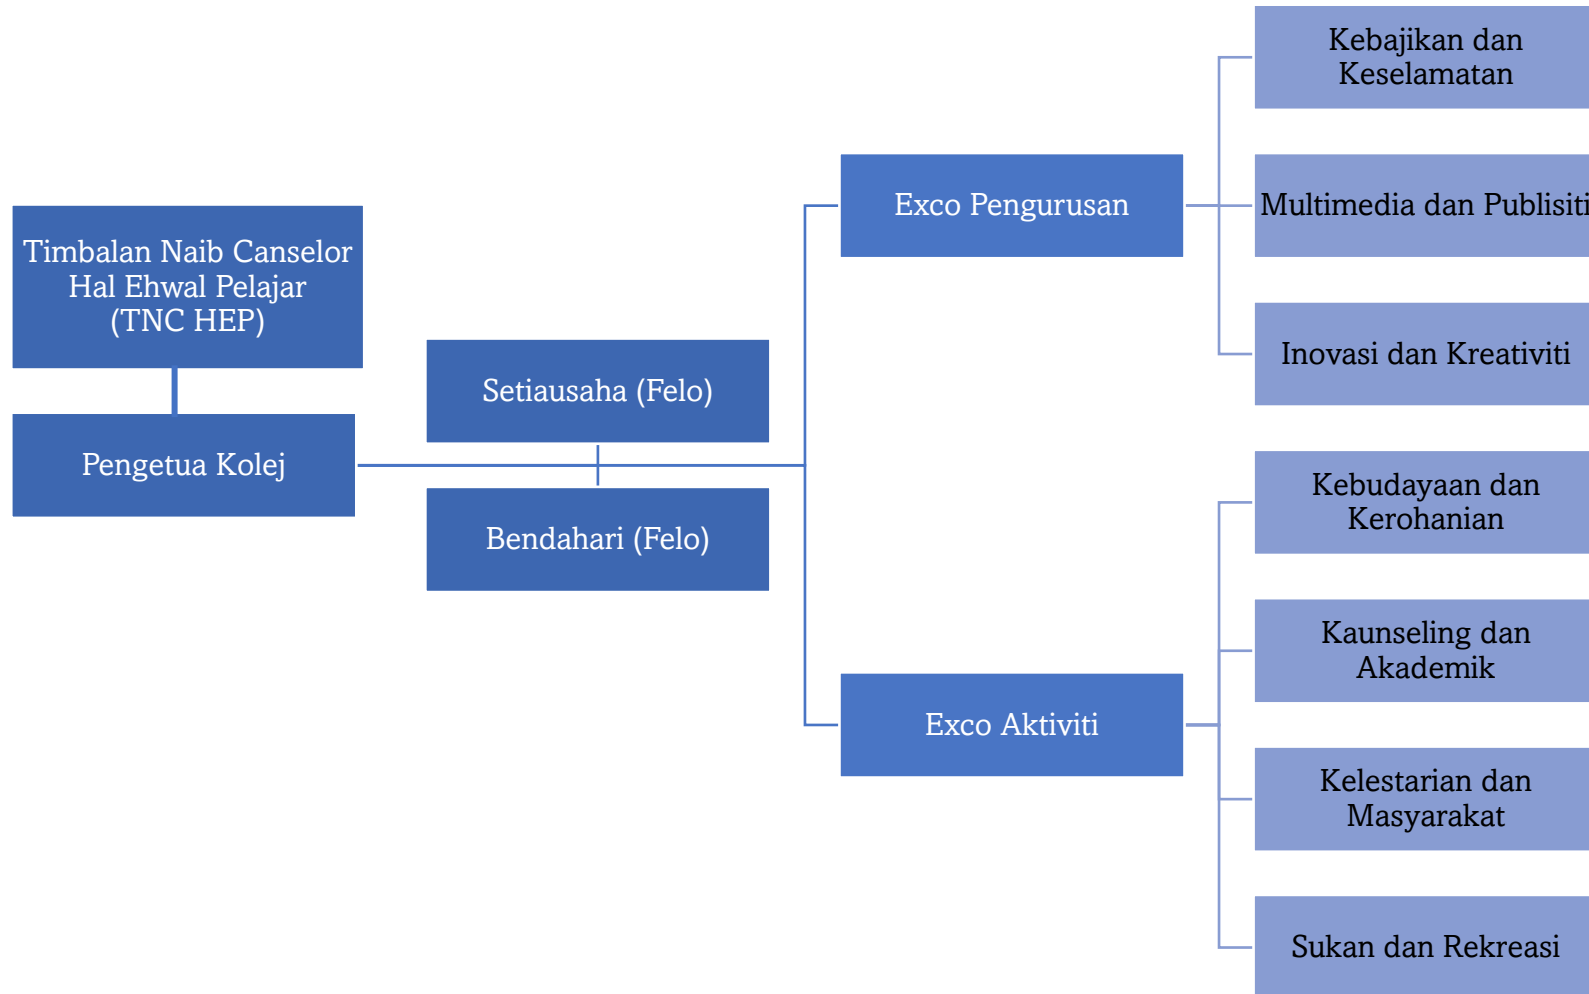 Timbalan Naib Canselor
Hal Ehwal Pelajar
(TNC HEP)
Pengetua Kolej
Setiausaha (Felo)
Bendahari (Felo)
Exco Pengurusan
Kebajikan dan
Keselamatan
Multimedia dan Publisiti
Inovasi dan Kreativiti
Exco Aktiviti
Kebudayaan dan
Kerohanian
Kaunseling dan
Akademik
Kelestarian dan
Masyarakat
Sukan dan Rekreasi